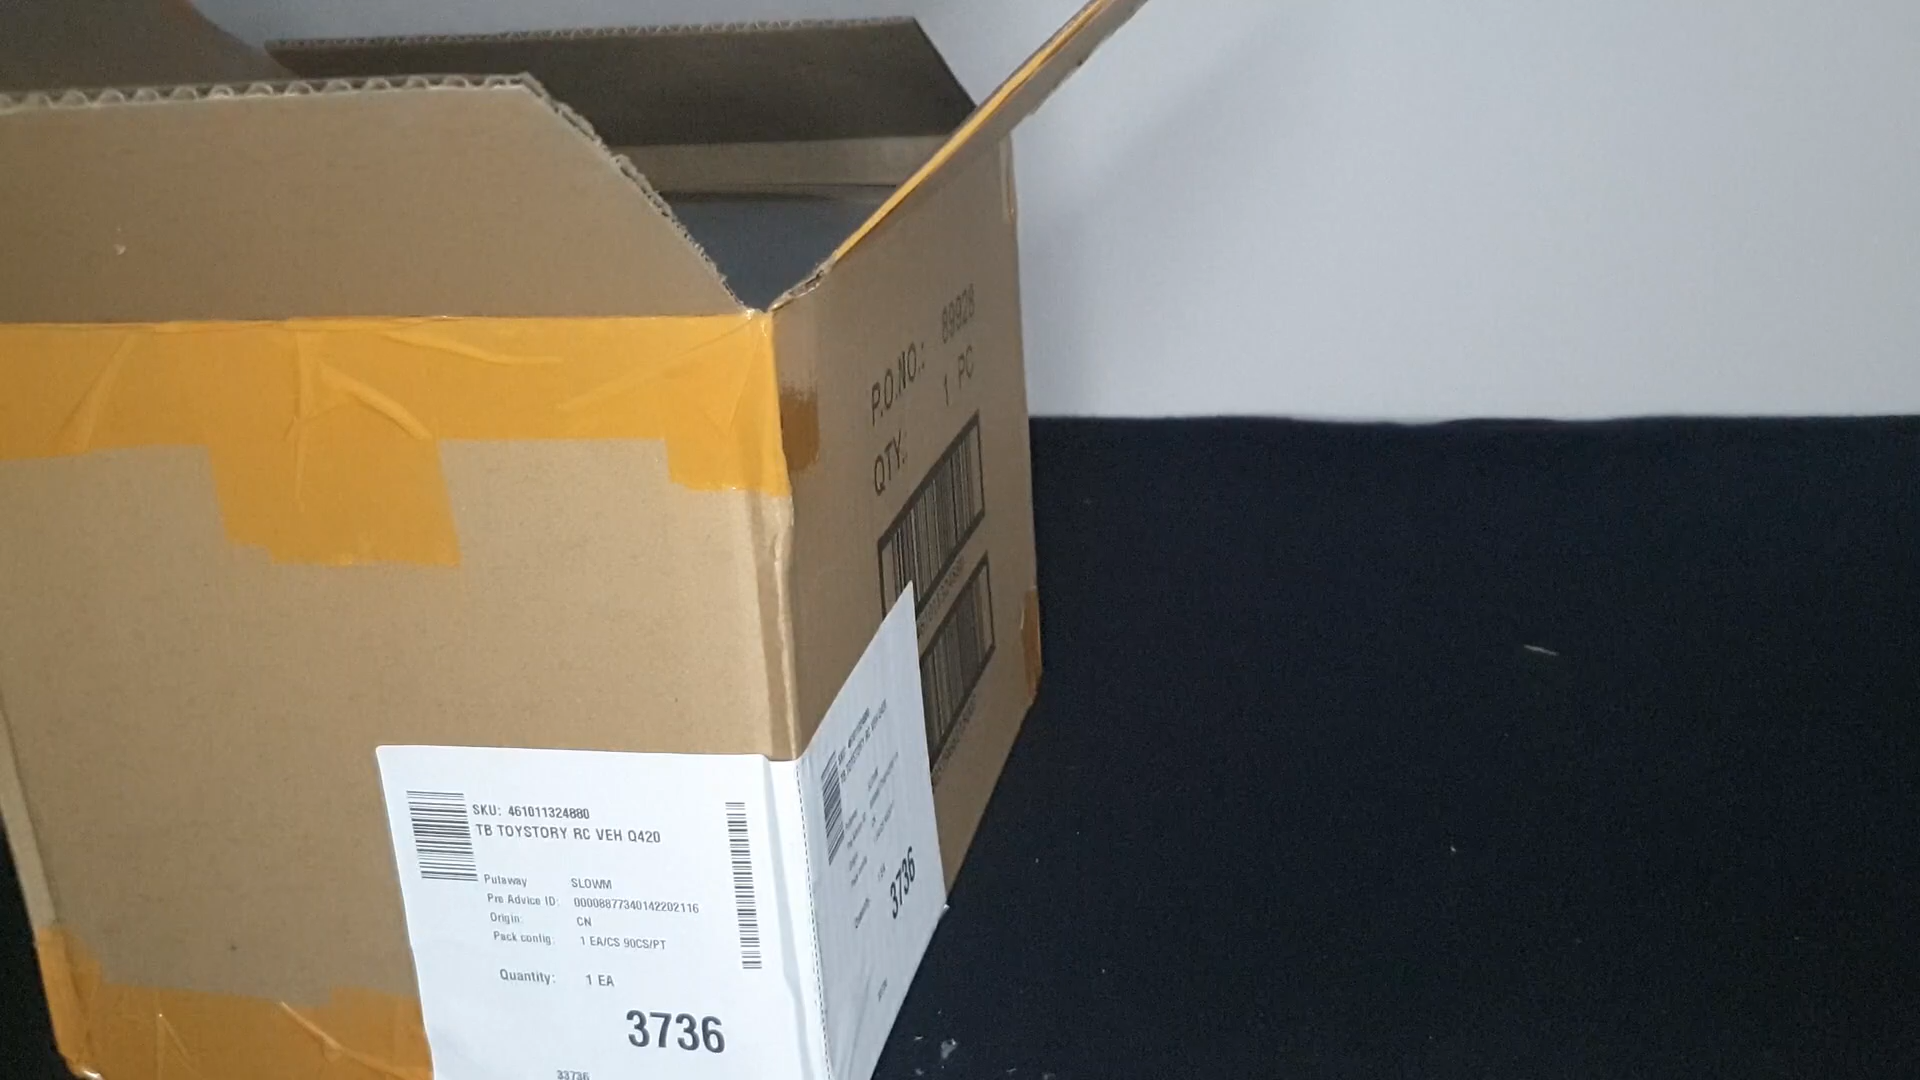 P.O.NO.: 89928
QTY.: 1 PC
SKU: 461011324880
TB TOYSTORY RC VEH Q420
Putaway SLOWM
Pre Advice ID: 00008877340142202116
Origin: CN
Pack config: 1 EA/CS 90CS/PT
Quantity: 1 EA
3736
33736
3736